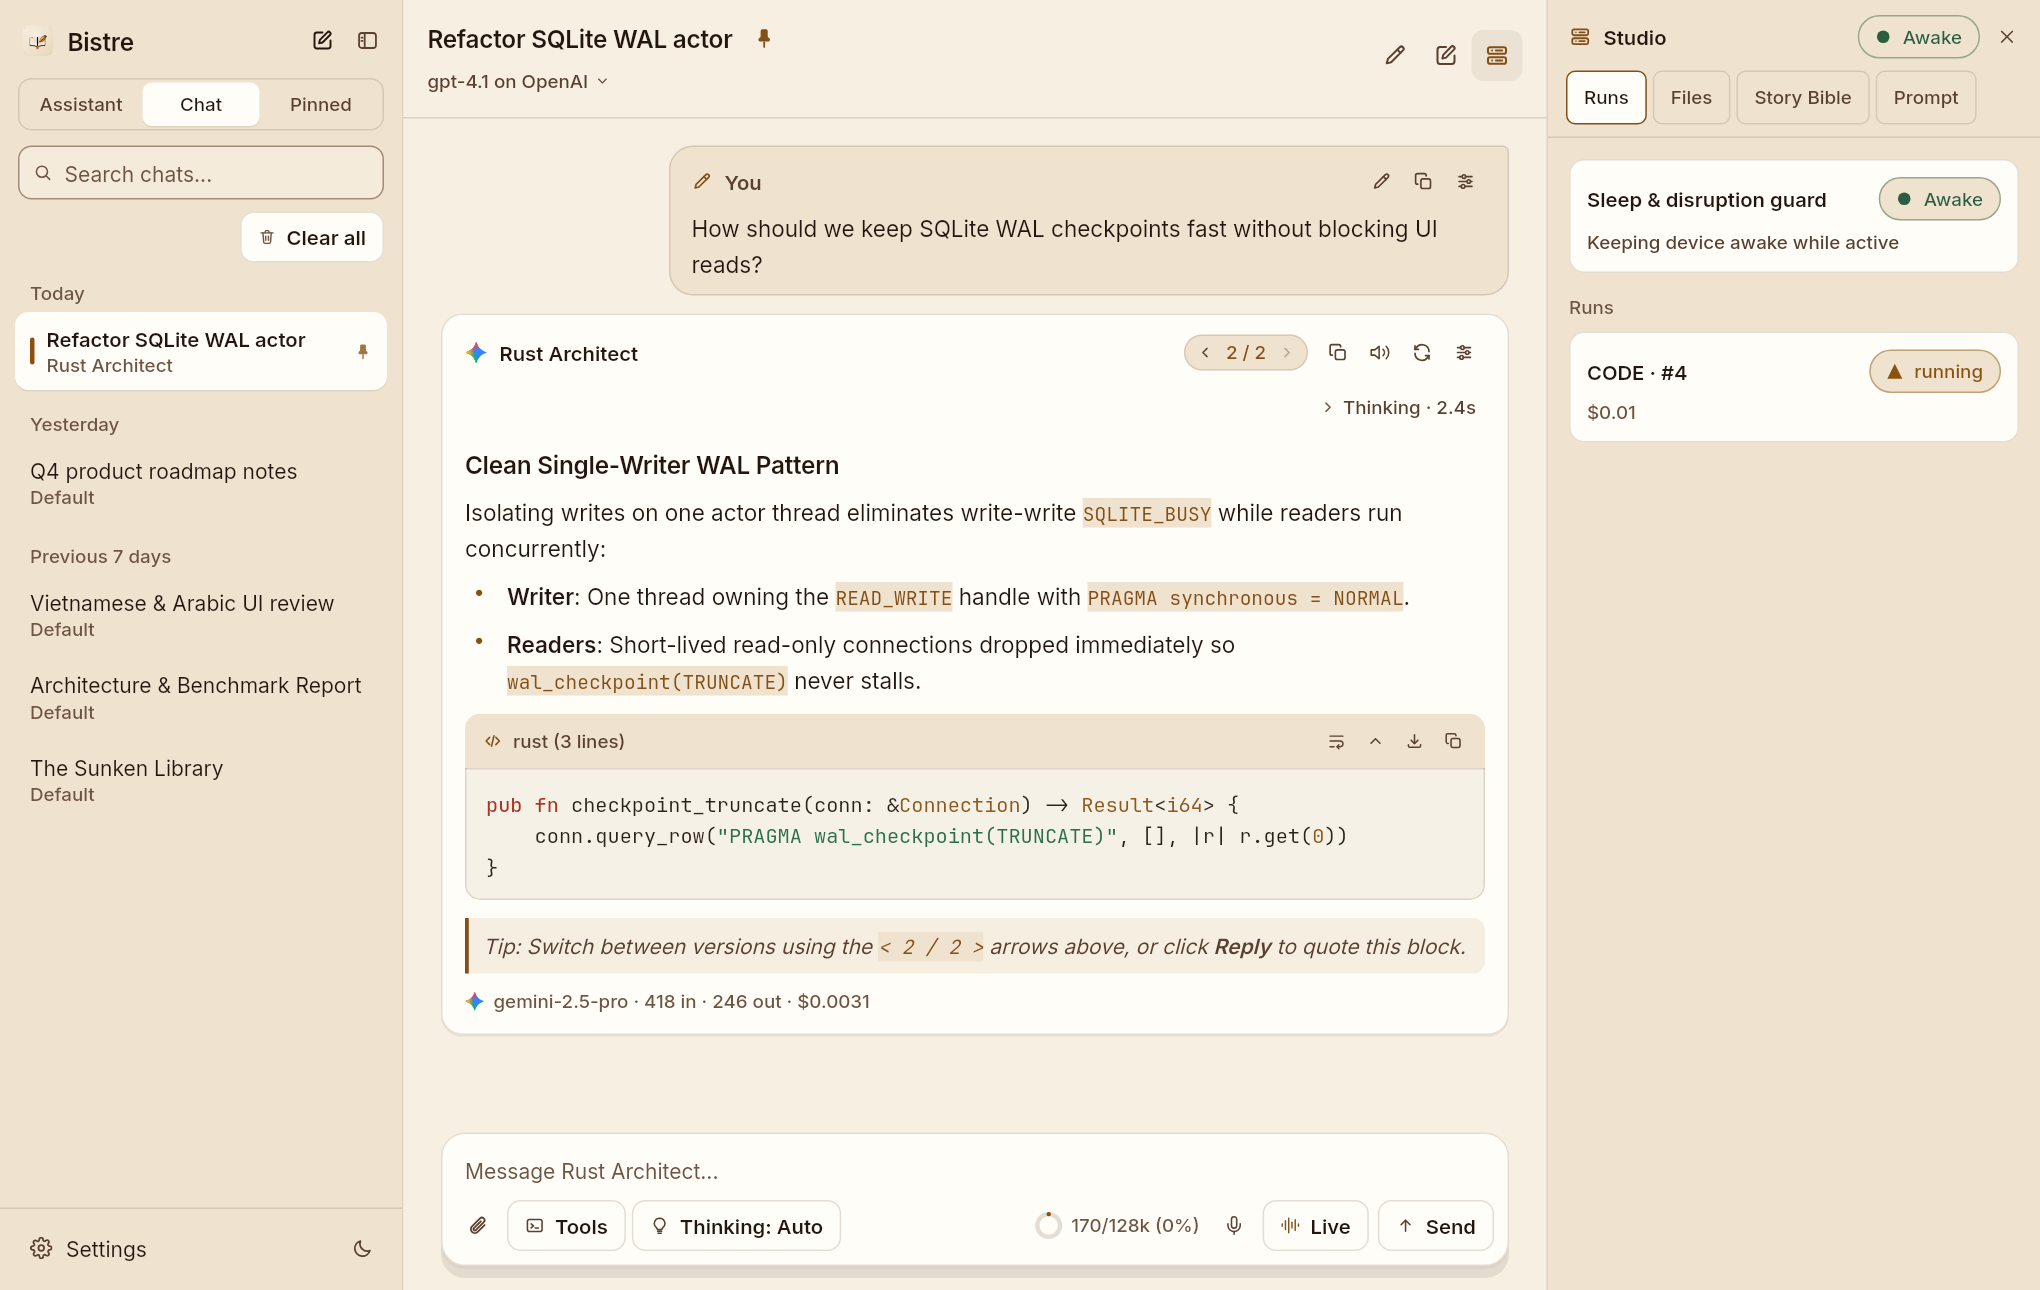 Bistre
Assistant
Chat
Pinned
Search chats...
Clear all
Today
Refactor SQLite WAL actor
Rust Architect
Yesterday
Q4 product roadmap notes
Default
Previous 7 days
Vietnamese & Arabic UI review
Default
Architecture & Benchmark Report
Default
The Sunken Library
Default
Settings
Refactor SQLite WAL actor
gpt-4.1 on OpenAI
You
How should we keep SQLite WAL checkpoints fast without blocking UI
reads?
Rust Architect
2 / 2
Thinking · 2.4s
Clean Single-Writer WAL Pattern
Isolating writes on one actor thread eliminates write-write SQLITE_BUSY while readers run
concurrently:
• Writer: One thread owning the READ_WRITE handle with PRAGMA synchronous = NORMAL.
• Readers: Short-lived read-only connections dropped immediately so
wal_checkpoint(TRUNCATE) never stalls.
rust (3 lines)
pub fn checkpoint_truncate(conn: &Connection) -> Result<i64> {
    conn.query_row("PRAGMA wal_checkpoint(TRUNCATE)", [], |r| r.get(0))
}
Tip: Switch between versions using the < 2 / 2 > arrows above, or click Reply to quote this block.
gemini-2.5-pro · 418 in · 246 out · $0.0031
Message Rust Architect...
Tools
Thinking: Auto
170/128k (0%)
Live
Send
Studio
Awake
Runs
Files
Story Bible
Prompt
Sleep & disruption guard
Awake
Keeping device awake while active
Runs
CODE · #4
running
$0.01